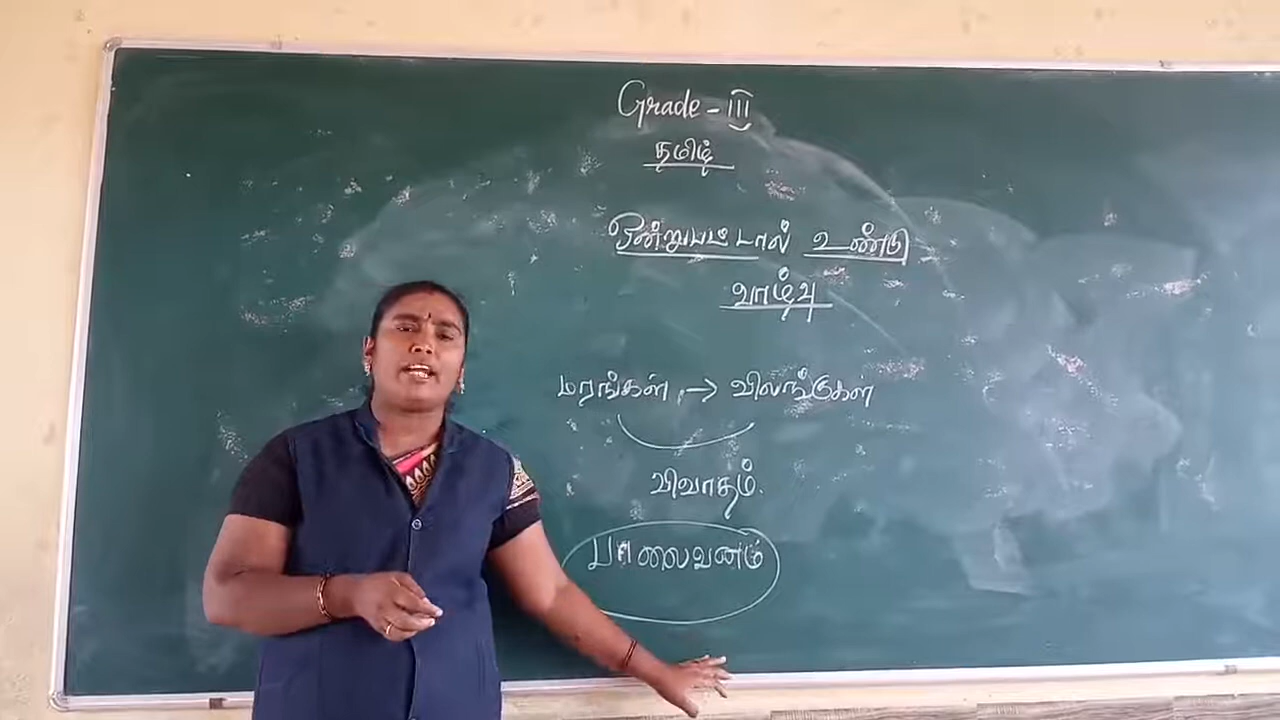 Grade - III
தமிழ்
ஒன்றுபட்டால் உண்டு
வாழ்வு
மரங்கள் , → விலங்குகள்
விவாதம்.
பாலைவனம்